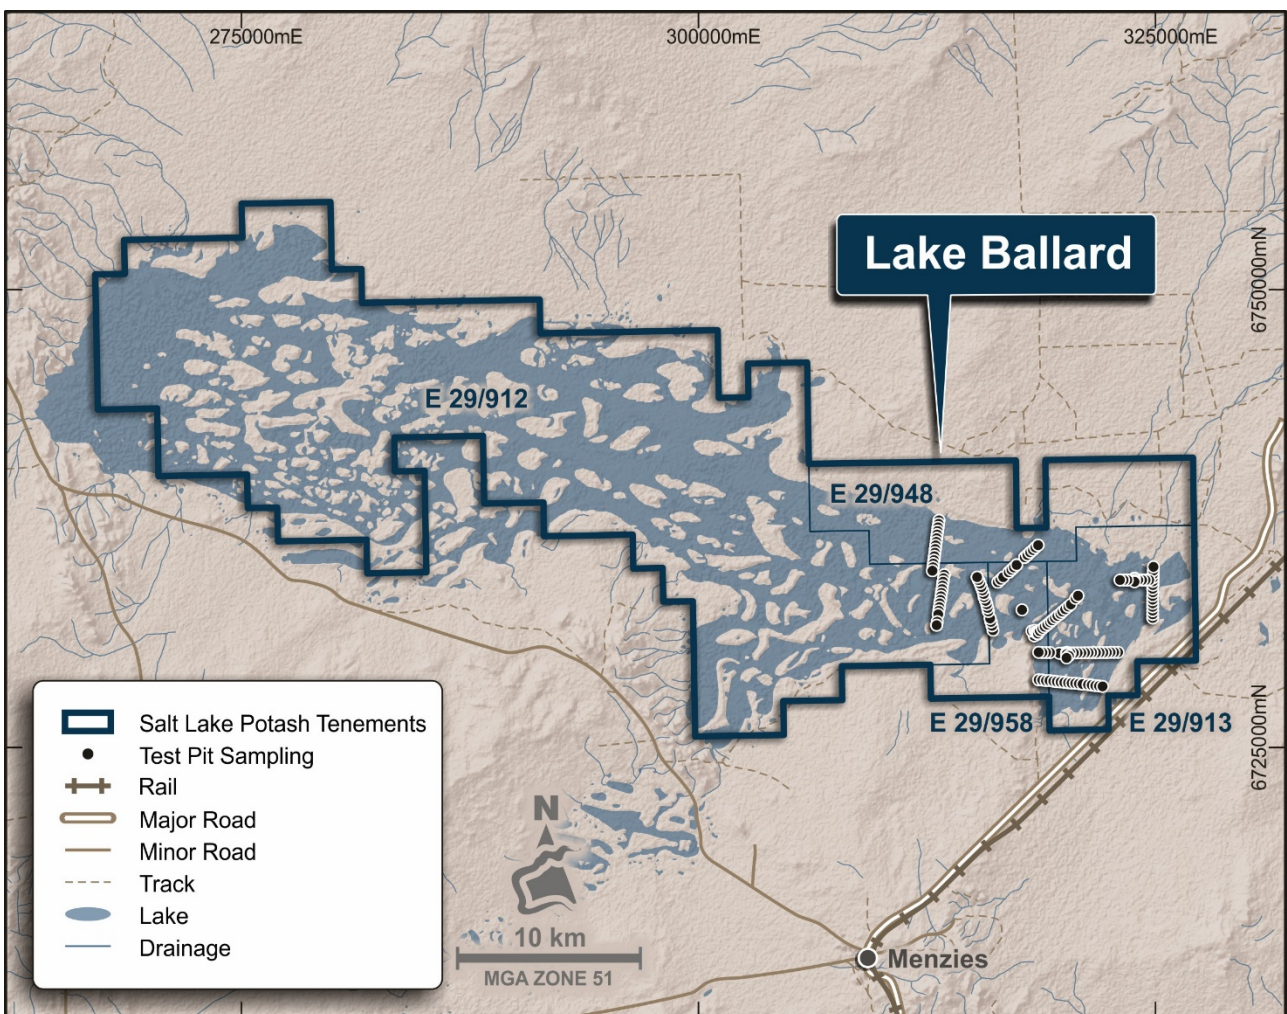 275000mE
300000mE
325000mE
Lake Ballard
6750000mN
E 29/912
E 29/948
E 29/958
E 29/913
6725000mN
Salt Lake Potash Tenements
Test Pit Sampling
Rail
Major Road
Minor Road
Track
Lake
Drainage
N
10 km
MGA ZONE 51
Menzies